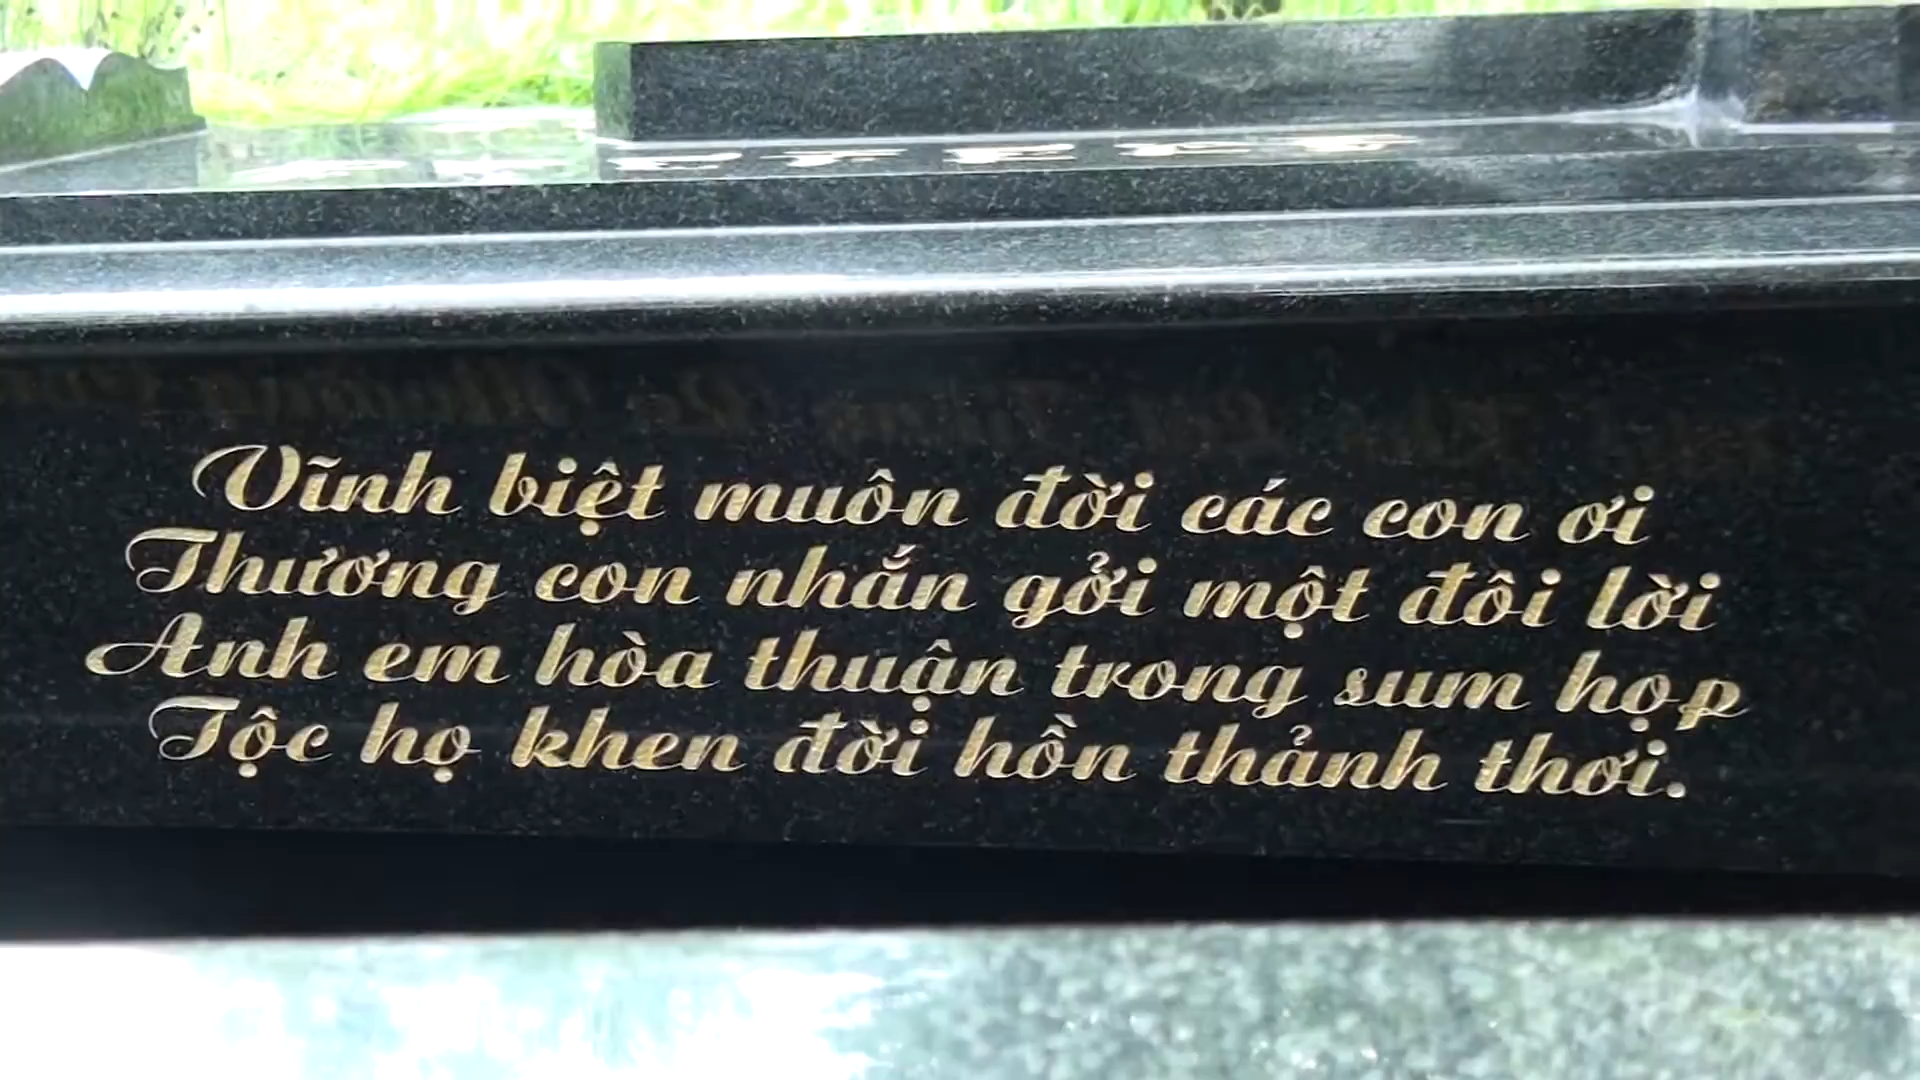 Vĩnh biệt muôn đời các con ơi
Thương con nhắn gởi một đôi lời
Anh em hòa thuận trong sum họp
Tộc họ khen đời hồn thảnh thơi.